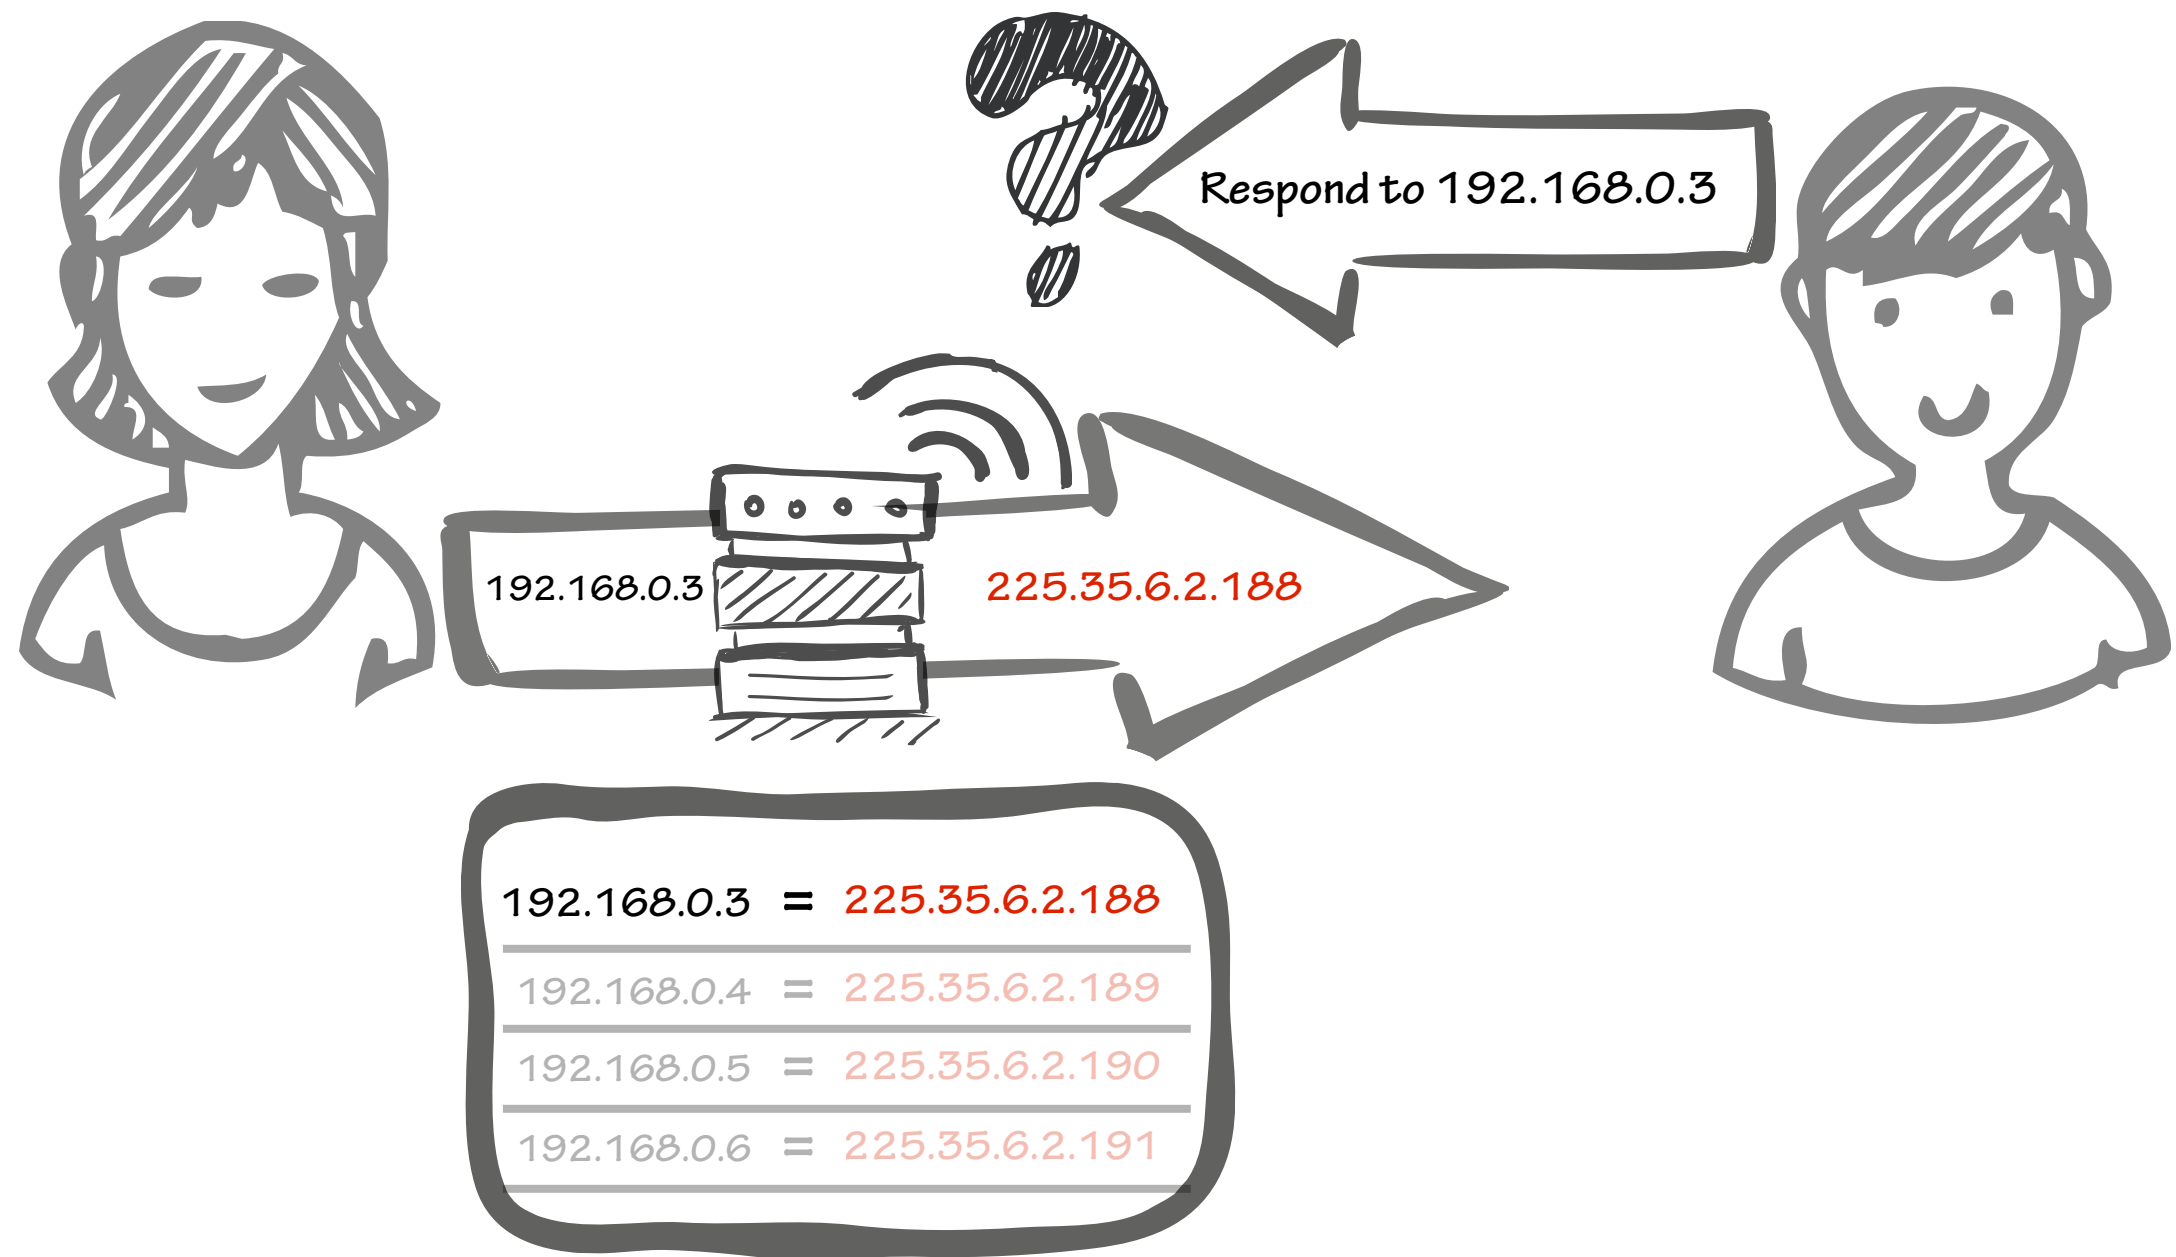 Respond to 192.168.0.3
192.168.0.3
225.35.6.2.188
192.168.0.3 = 225.35.6.2.188
192.168.0.4 = 225.35.6.2.189
192.168.0.5 = 225.35.6.2.190
192.168.0.6 = 225.35.6.2.191